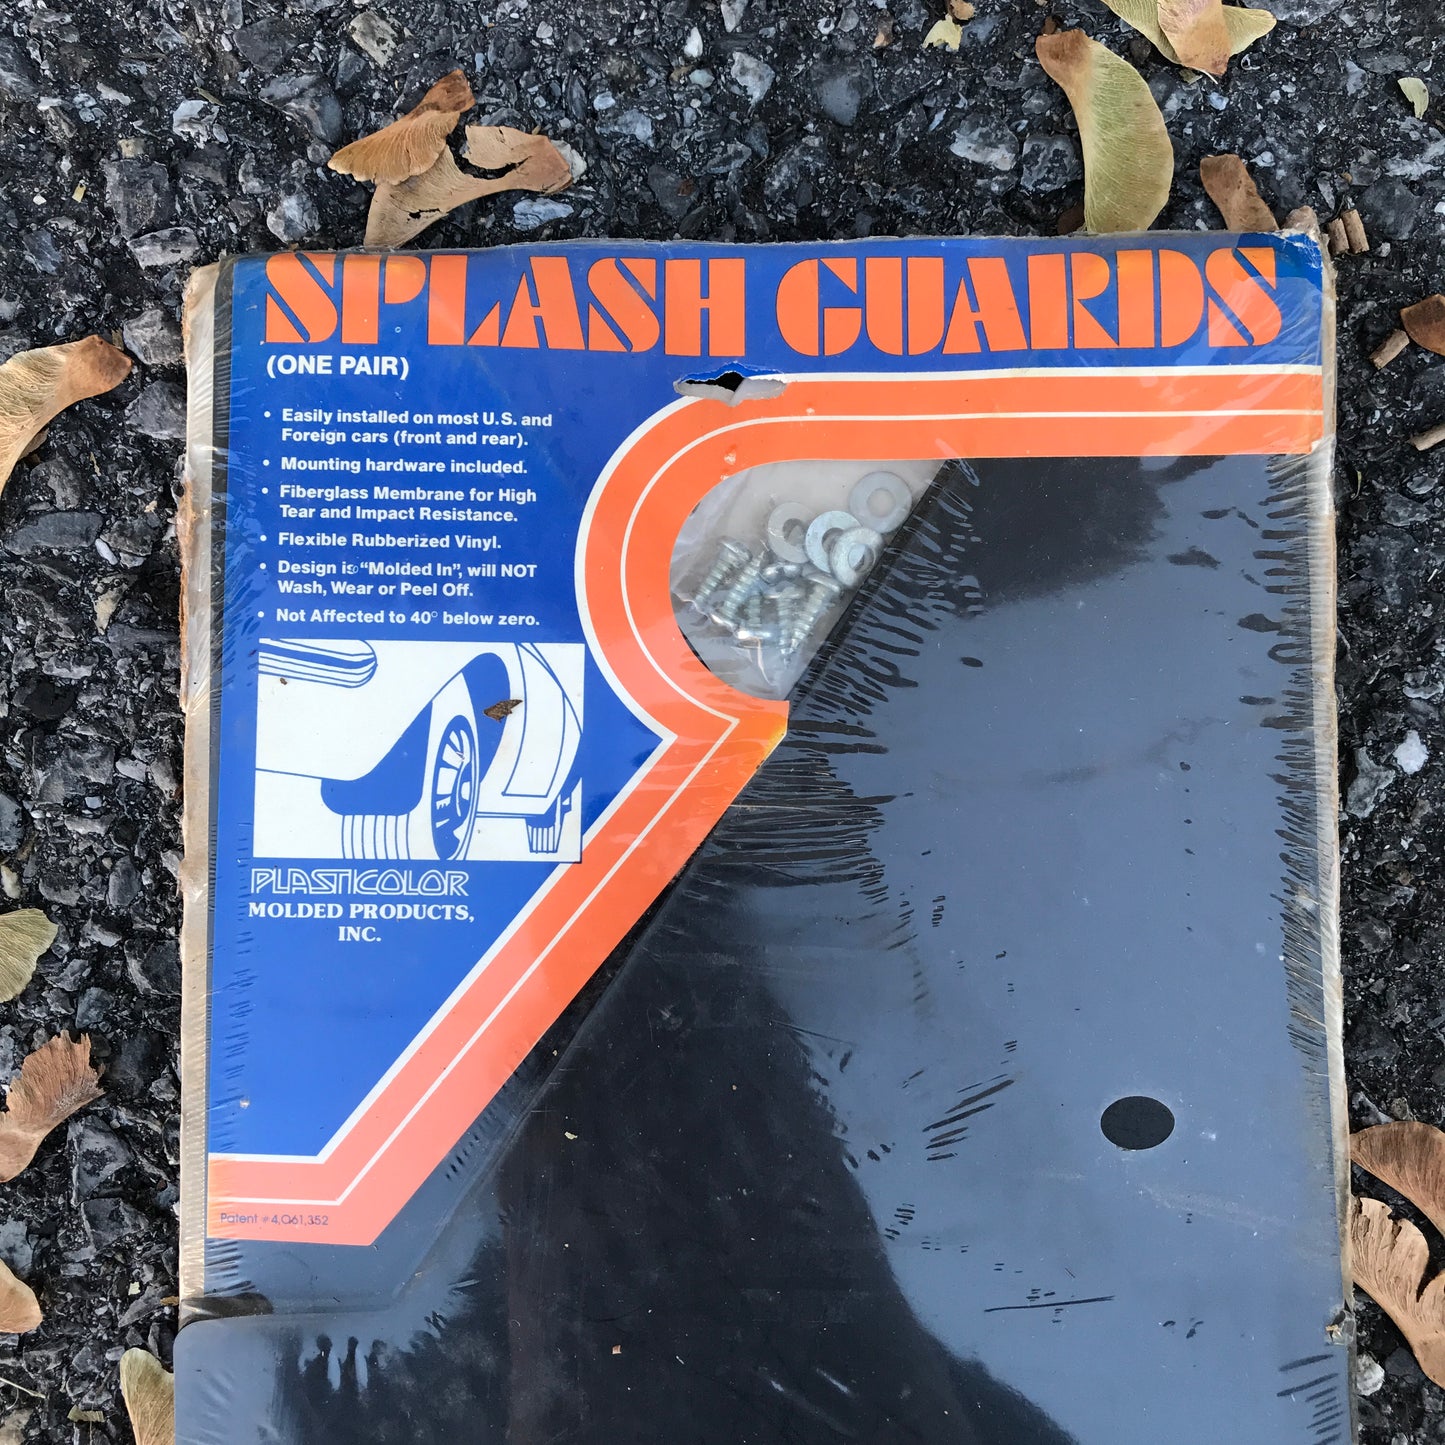 SPLASH GUARDS
(ONE PAIR)
• Easily installed on most U.S. and
Foreign cars (front and rear).
• Mounting hardware included.
• Fiberglass Membrane for High
Tear and Impact Resistance.
• Flexible Rubberized Vinyl.
• Design is “Molded In”, will NOT
Wash, Wear or Peel Off.
• Not Affected to 40° below zero.
PLASTICOLOR
MOLDED PRODUCTS,
INC.
Patent #4,061,352